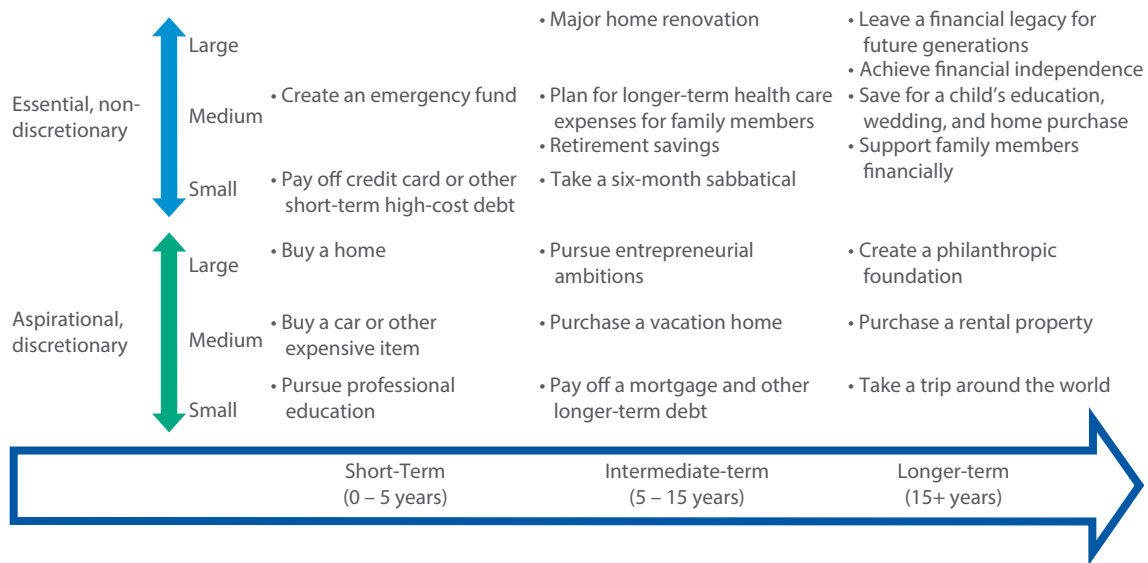 Essential, non-
discretionary
Large
Medium
Small
• Create an emergency fund
• Pay off credit card or other
short-term high-cost debt
• Major home renovation
• Plan for longer-term health care
expenses for family members
• Retirement savings
• Take a six-month sabbatical
• Leave a financial legacy for
future generations
• Achieve financial independence
• Save for a child’s education,
wedding, and home purchase
• Support family members
financially
Aspirational,
discretionary
Large
Medium
Small
• Buy a home
• Buy a car or other
expensive item
• Pursue professional
education
• Pursue entrepreneurial
ambitions
• Purchase a vacation home
• Pay off a mortgage and other
longer-term debt
• Create a philanthropic
foundation
• Purchase a rental property
• Take a trip around the world
Short-Term
(0 – 5 years)
Intermediate-term
(5 – 15 years)
Longer-term
(15+ years)